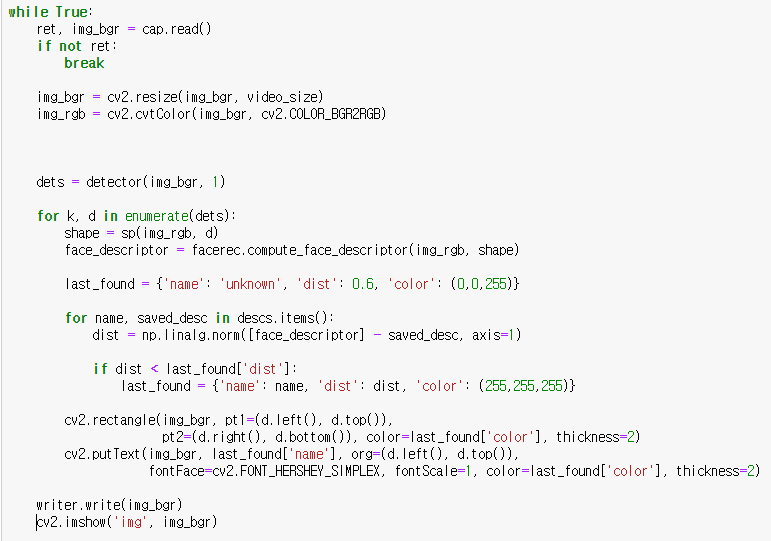 while True:
    ret, img_bgr = cap.read()
    if not ret:
        break
    img_bgr = cv2.resize(img_bgr, video_size)
    img_rgb = cv2.cvtColor(img_bgr, cv2.COLOR_BGR2RGB)
    dets = detector(img_bgr, 1)
    for k, d in enumerate(dets):
        shape = sp(img_rgb, d)
        face_descriptor = facerec.compute_face_descriptor(img_rgb, shape)
        last_found = {'name': 'unknown', 'dist': 0.6, 'color': (0,0,255)}
        for name, saved_desc in descs.items():
            dist = np.linalg.norm([face_descriptor] - saved_desc, axis=1)
            if dist < last_found['dist']:
                last_found = {'name': name, 'dist': dist, 'color': (255,255,255)}
        cv2.rectangle(img_bgr, pt1=(d.left(), d.top()),
                      pt2=(d.right(), d.bottom()), color=last_found['color'], thickness=2)
        cv2.putText(img_bgr, last_found['name'], org=(d.left(), d.top()),
                    fontFace=cv2.FONT_HERSHEY_SIMPLEX, fontScale=1, color=last_found['color'], thickness=2)
    writer.write(img_bgr)
    cv2.imshow('img', img_bgr)